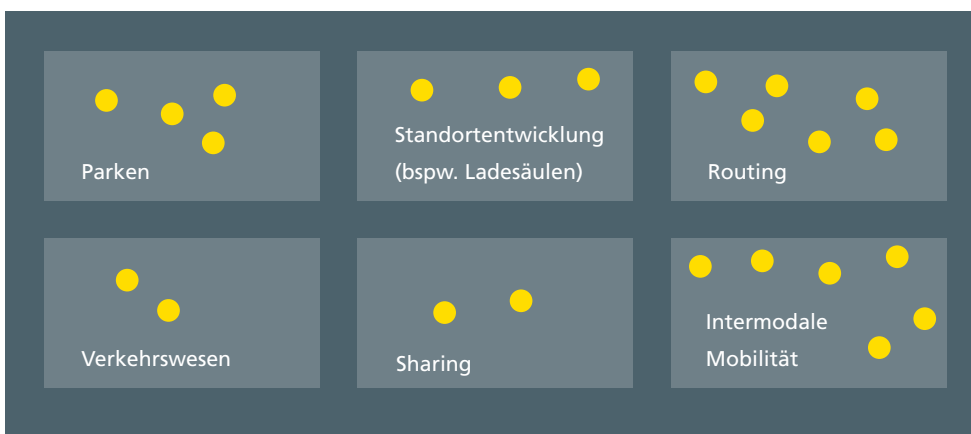 Parken
Standortentwicklung
(bspw. Ladesäulen)
Routing
Verkehrswesen
Sharing
Intermodale
Mobilität